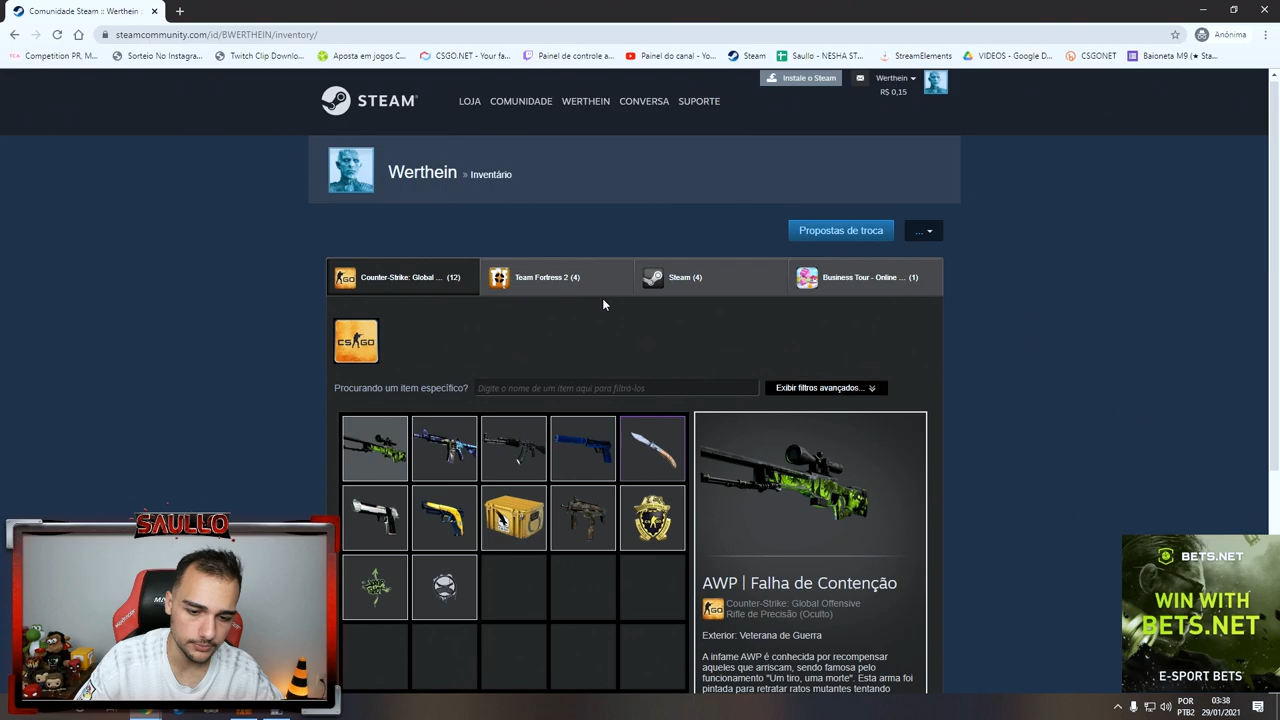 Comunidade Steam :: Werthein ::
steamcommunity.com/id/BWERTHEIN/inventory/
Anônima
Competition PR, M...
Sorteio No Instagra...
Twitch Clip Downlo...
Aposta em jogos C...
CSGO.NET - Your fa...
Painel de controle a...
Painel do canal - Yo...
Steam
Saullo - NESHA ST...
StreamElements
VIDEOS - Google D...
CSGONET
Baioneta M9 (★ Sta...
Instale o Steam
Werthein
R$ 0,15
STEAM
LOJA COMUNIDADE WERTHEIN CONVERSA SUPORTE
Werthein » Inventário
Propostas de troca
...
Counter-Strike: Global ... (12)
Team Fortress 2 (4)
Steam (4)
Business Tour - Online ... (1)
CS GO
Procurando um item específico?
Digite o nome de um item aqui para filtrá-los
Exibir filtros avançados...
AWP | Falha de Contenção
Counter-Strike: Global Offensive
Rifle de Precisão (Oculto)
Exterior: Veterana de Guerra
A infame AWP é conhecida por recompensar
aqueles que arriscam, sendo famosa pelo
funcionamento "Um tiro, uma morte". Esta arma foi
pintada para retratar ratos mutantes tentando
SAULLO
BETS.NET
WIN WITH
BETS.NET
E-SPORT BETS
POR
PTB2
03:38
29/01/2021